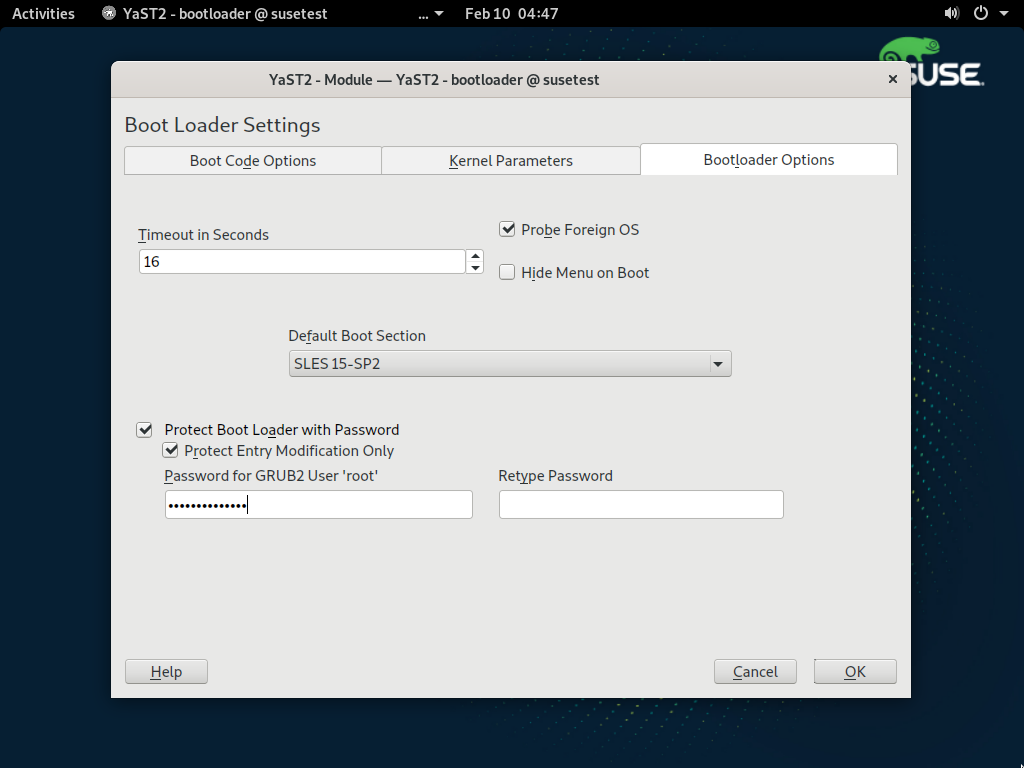 Activities YaST2 - bootloader @ susetest ... Feb 10 04:47
SUSE
YaST2 - Module — YaST2 - bootloader @ susetest
Boot Loader Settings
Boot Code Options Kernel Parameters Bootloader Options
Timeout in Seconds
16
Probe Foreign OS
Hide Menu on Boot
Default Boot Section
SLES 15-SP2
Protect Boot Loader with Password
Protect Entry Modification Only
Password for GRUB2 User 'root' Retype Password
••••••••••••••
Help Cancel OK